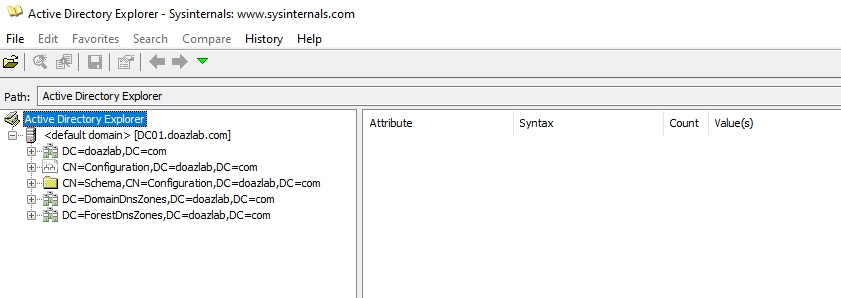 Active Directory Explorer - Sysinternals: www.sysinternals.com
File Edit Favorites Search Compare History Help
Path: Active Directory Explorer
Active Directory Explorer
<default domain> [DC01.doazlab.com]
DC=doazlab,DC=com
CN=Configuration,DC=doazlab,DC=com
CN=Schema,CN=Configuration,DC=doazlab,DC=com
DC=DomainDnsZones,DC=doazlab,DC=com
DC=ForestDnsZones,DC=doazlab,DC=com
Attribute Syntax Count Value(s)